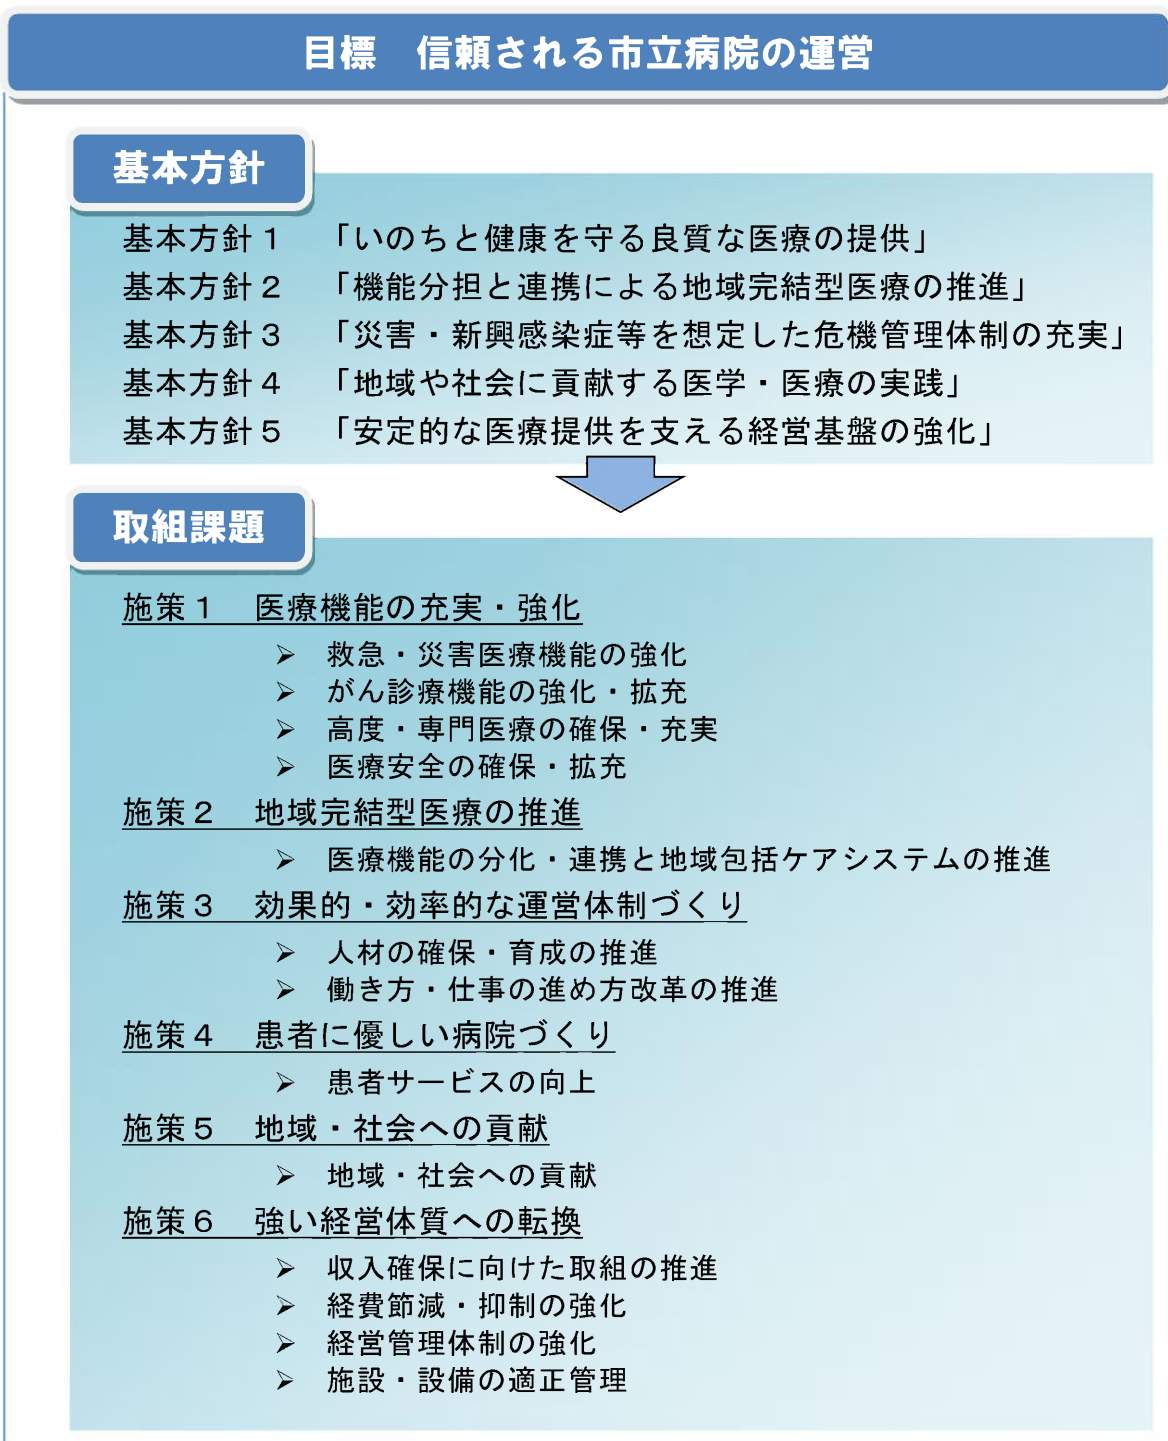 目標　信頼される市立病院の運営
基本方針
基本方針１　「いのちと健康を守る良質な医療の提供」
基本方針２　「機能分担と連携による地域完結型医療の推進」
基本方針３　「災害・新興感染症等を想定した危機管理体制の充実」
基本方針４　「地域や社会に貢献する医学・医療の実践」
基本方針５　「安定的な医療提供を支える経営基盤の強化」
取組課題
施策１　医療機能の充実・強化
➢　救急・災害医療機能の強化
➢　がん診療機能の強化・拡充
➢　高度・専門医療の確保・充実
➢　医療安全の確保・拡充
施策２　地域完結型医療の推進
➢　医療機能の分化・連携と地域包括ケアシステムの推進
施策３　効果的・効率的な運営体制づくり
➢　人材の確保・育成の推進
➢　働き方・仕事の進め方改革の推進
施策４　患者に優しい病院づくり
➢　患者サービスの向上
施策５　地域・社会への貢献
➢　地域・社会への貢献
施策６　強い経営体質への転換
➢　収入確保に向けた取組の推進
➢　経費節減・抑制の強化
➢　経営管理体制の強化
➢　施設・設備の適正管理